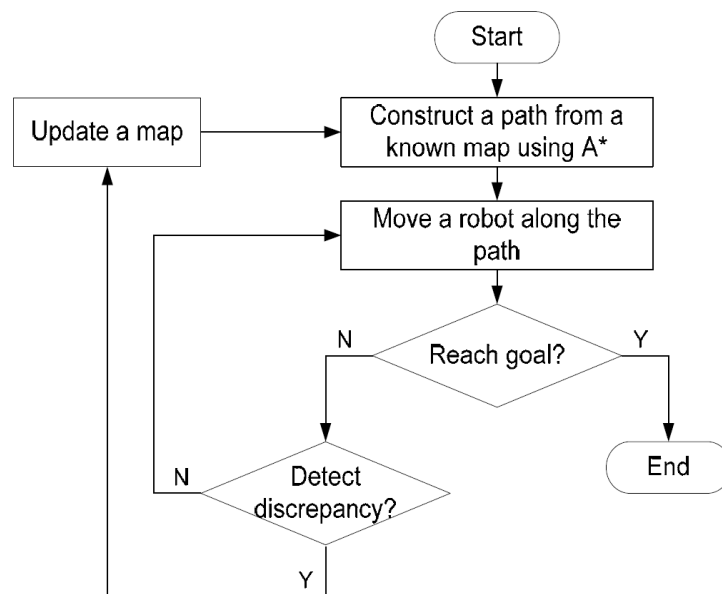 Start
Update a map
Construct a path from a
known map using A*
Move a robot along the
path
N
Reach goal?
Y
N
Detect
discrepancy?
End
Y